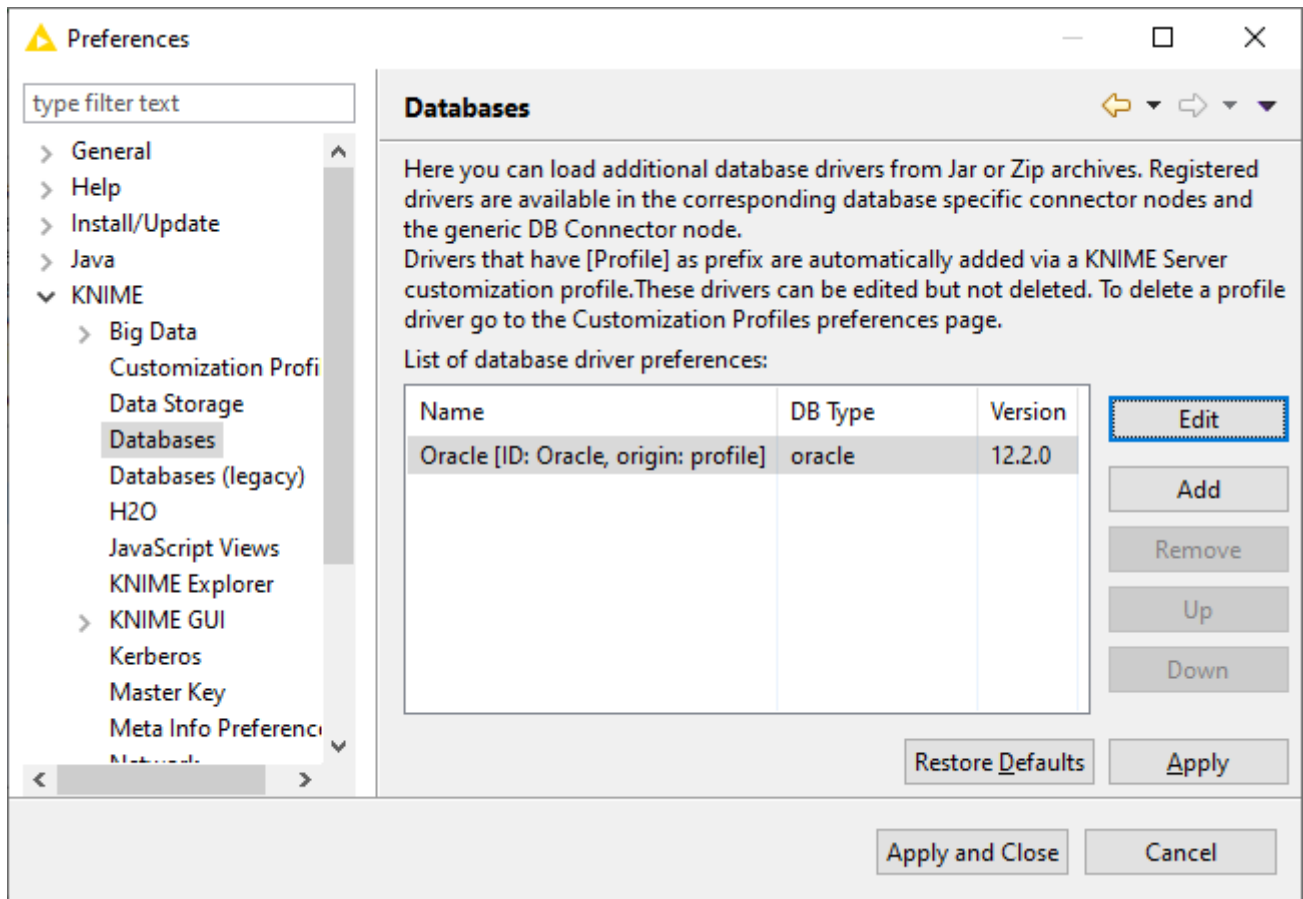 Preferences
type filter text
General
Help
Install/Update
Java
KNIME
Big Data
Customization Profi
Data Storage
Databases
Databases (legacy)
H2O
JavaScript Views
KNIME Explorer
KNIME GUI
Kerberos
Master Key
Meta Info Preferenc
Databases
Here you can load additional database drivers from Jar or Zip archives. Registered
drivers are available in the corresponding database specific connector nodes and
the generic DB Connector node.
Drivers that have [Profile] as prefix are automatically added via a KNIME Server
customization profile.These drivers can be edited but not deleted. To delete a profile
driver go to the Customization Profiles preferences page.
List of database driver preferences:
Name DB Type Version
Oracle [ID: Oracle, origin: profile] oracle 12.2.0
Edit
Add
Remove
Up
Down
Restore Defaults Apply
Apply and Close Cancel